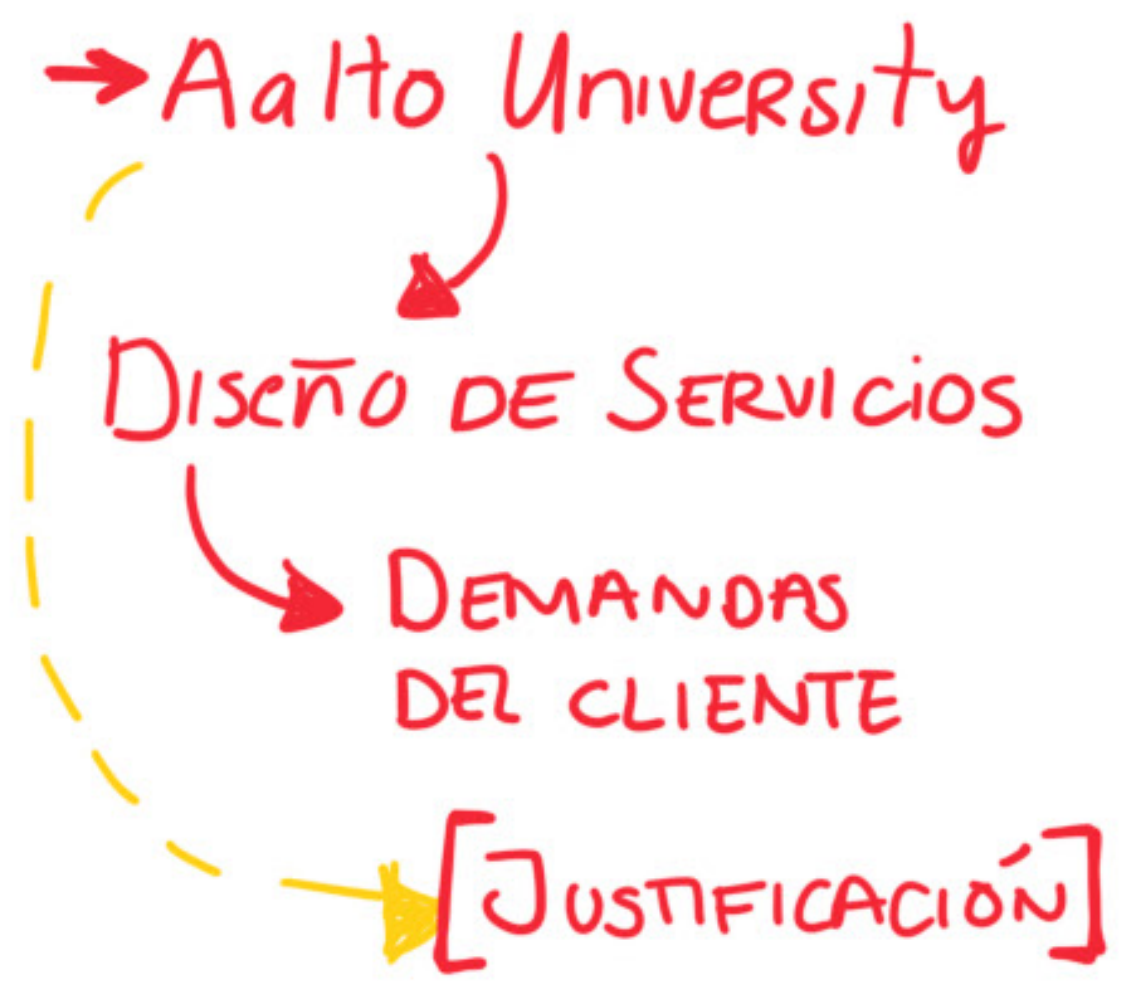 Aalto University
Diseño de Servicios
Demandas
del cliente
[Justificación]